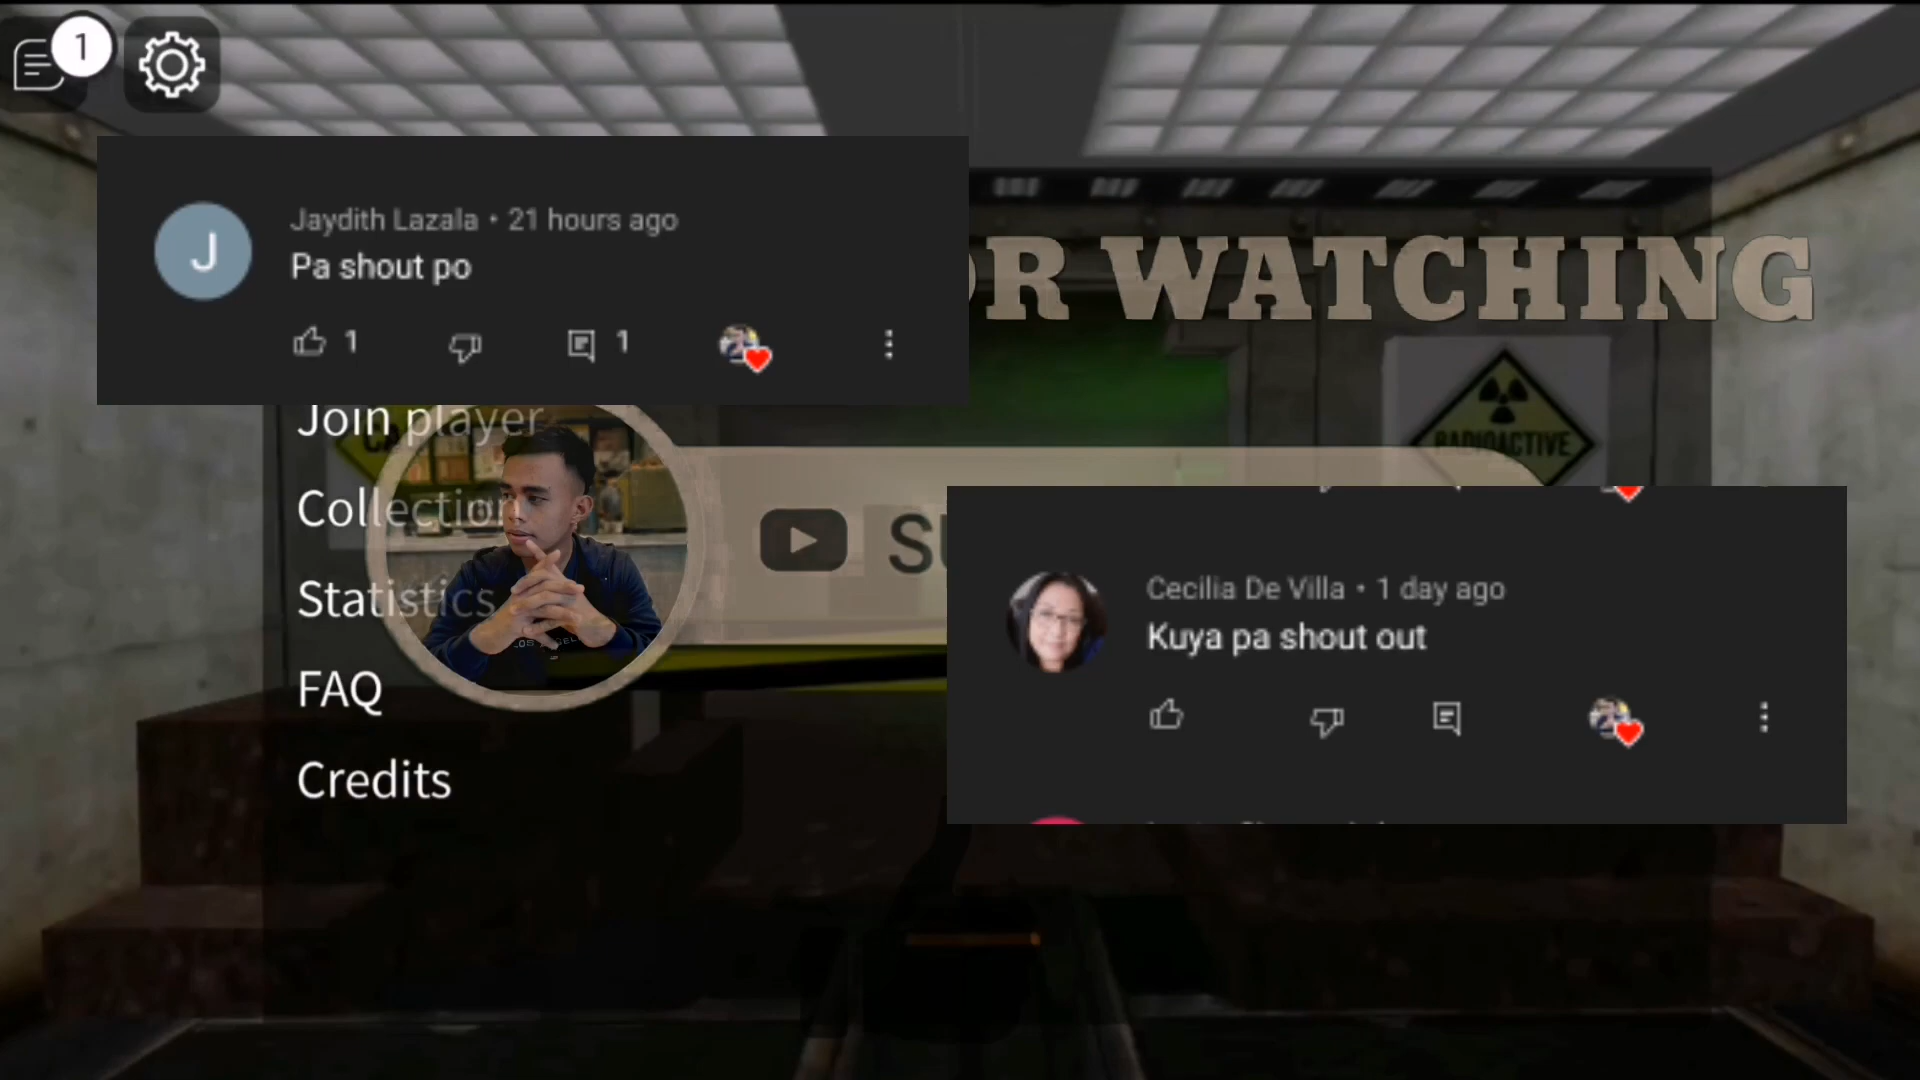 1
Jaydith Lazala • 21 hours ago
Pa shout po
1 1
WATCHING
RADIOACTIVE
Join player
Collection
Statistics
FAQ
Credits
Cecilia De Villa • 1 day ago
Kuya pa shout out
J